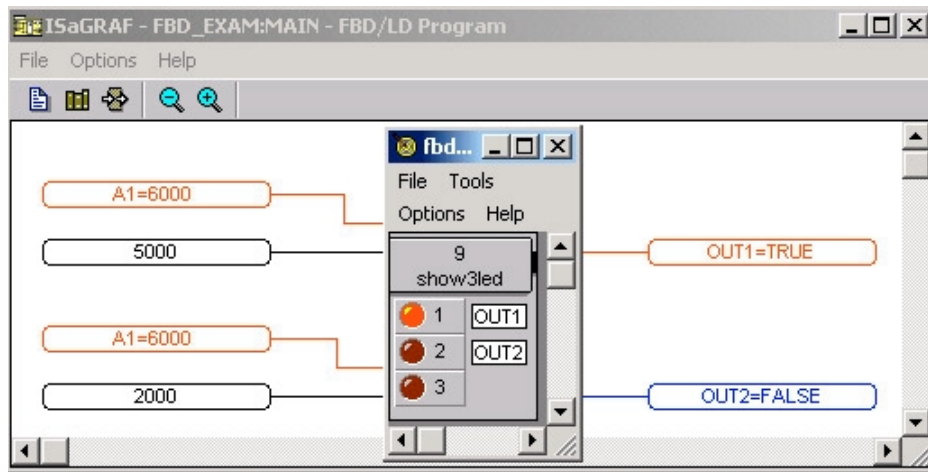 ISaGRAF - FBD_EXAM:MAIN - FBD/LD Program
File Options Help
A1=6000
5000
A1=6000
2000
fbd...
File Tools
Options Help
9
show3led
1 OUT1
2 OUT2
3
OUT1=TRUE
OUT2=FALSE